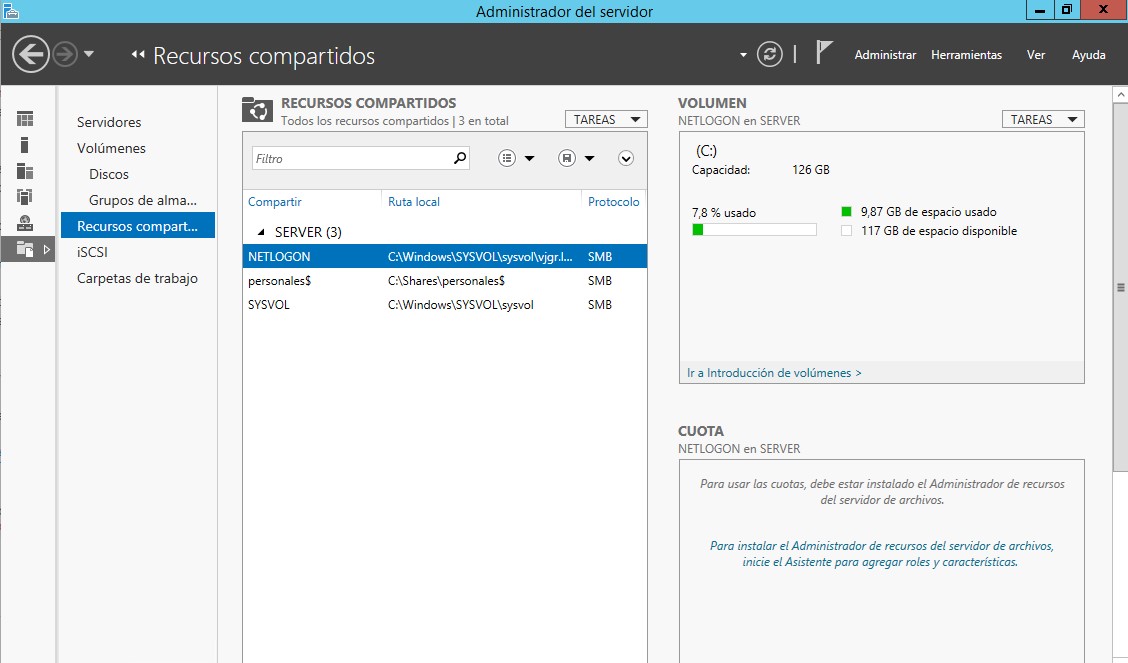 Administrador del servidor
Recursos compartidos
Administrar Herramientas Ver Ayuda
Servidores
Volúmenes
Discos
Grupos de alma...
Recursos compart...
iSCSI
Carpetas de trabajo
RECURSOS COMPARTIDOS
Todos los recursos compartidos | 3 en total
TAREAS
Filtro
Compartir Ruta local Protocolo
SERVER (3)
NETLOGON C:\Windows\SYSVOL\sysvol\vjgr.l... SMB
personales$ C:\Shares\personales$ SMB
SYSVOL C:\Windows\SYSVOL\sysvol SMB
VOLUMEN
NETLOGON en SERVER
TAREAS
(C:)
Capacidad: 126 GB
7,8 % usado
9,87 GB de espacio usado
117 GB de espacio disponible
Ir a Introducción de volúmenes >
CUOTA
NETLOGON en SERVER
Para usar las cuotas, debe estar instalado el Administrador de recursos
del servidor de archivos.
Para instalar el Administrador de recursos del servidor de archivos,
inicie el Asistente para agregar roles y características.